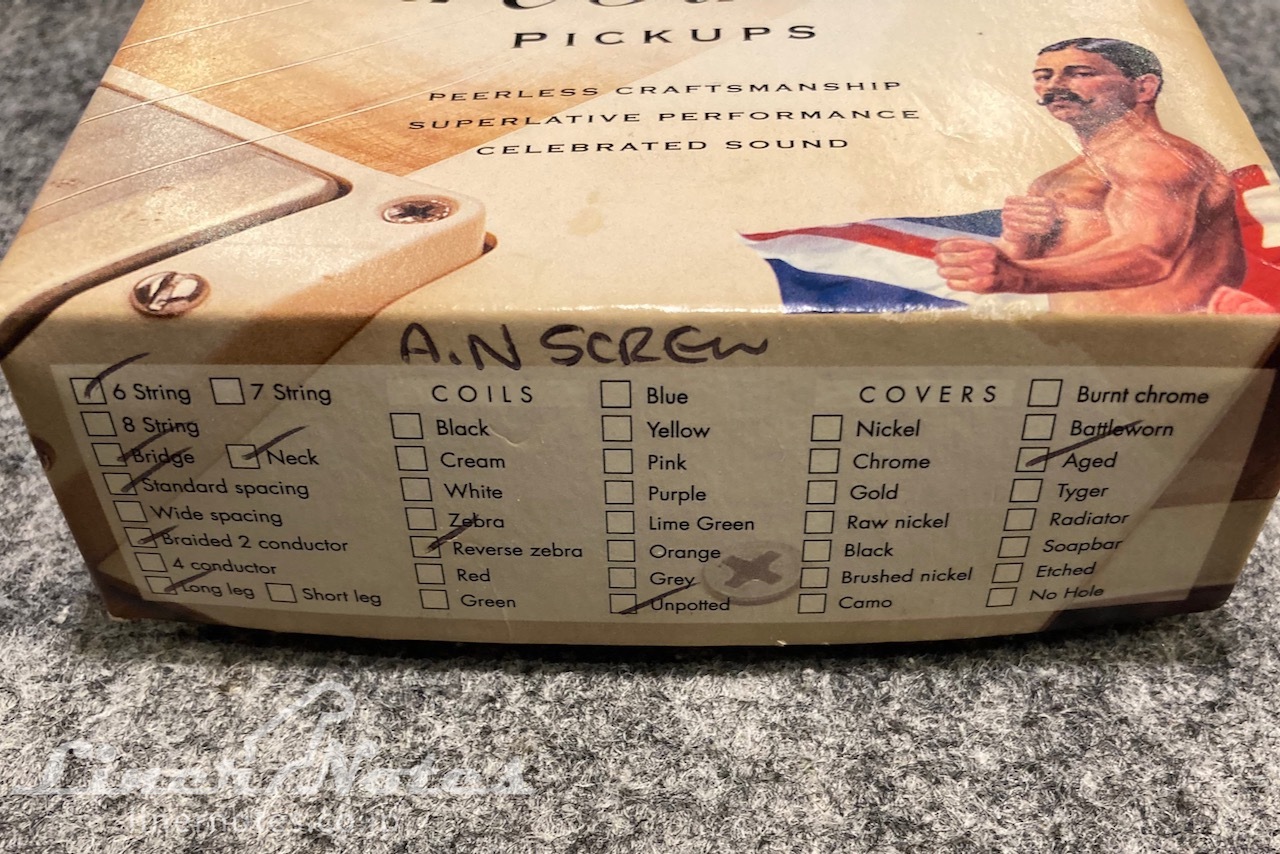 PICKUPS
PEERLESS CRAFTSMANSHIP
SUPERLATIVE PERFORMANCE
CELEBRATED SOUND
A.N SCREW
6 String 7 String
8 String
Bridge Neck
Standard spacing
Wide spacing
Braided 2 conductor
4 conductor
Long leg Short leg
COILS
Black
Cream
White
Zebra
Reverse zebra
Red
Green
Blue
Yellow
Pink
Purple
Lime Green
Orange
Grey
Unpotted
COVERS
Nickel
Chrome
Gold
Raw nickel
Black
Brushed nickel
Camo
Burnt chrome
Battleworn
Aged
Tyger
Radiator
Soapbar
Etched
No Hole
Liner Notes